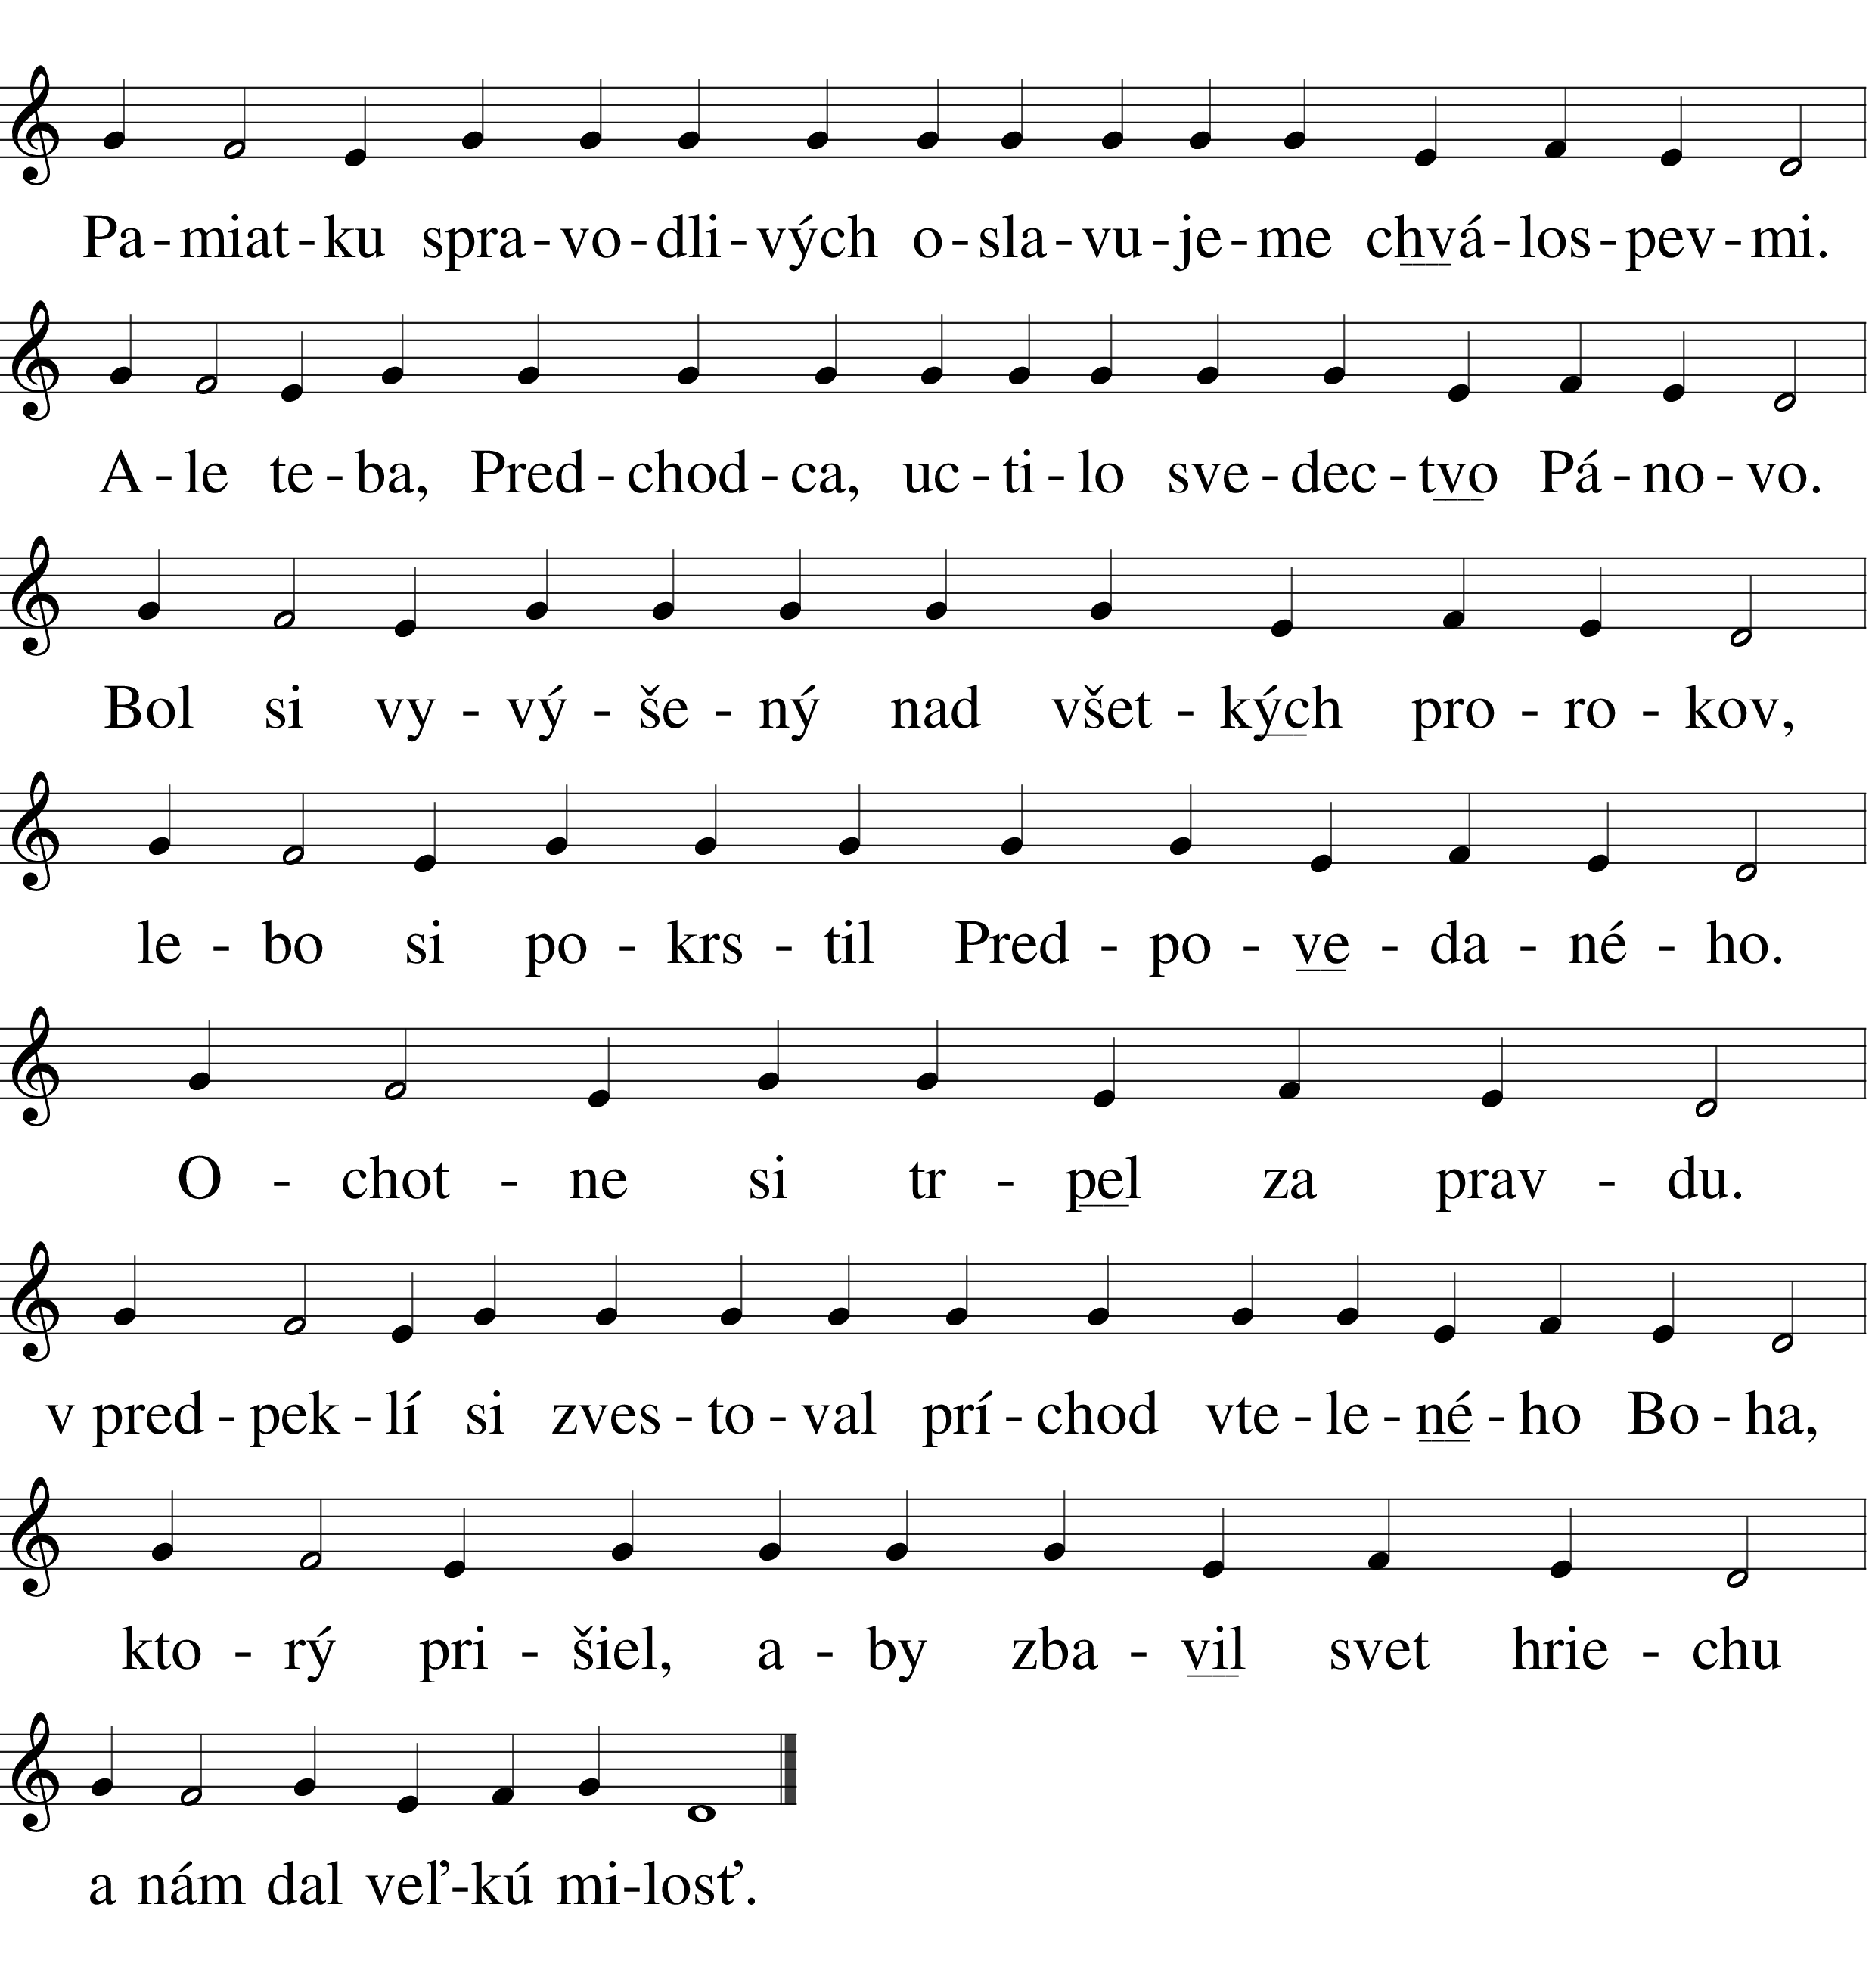 Pa-miat-ku spra-vo-dli-vých o-sla-vu-je-me chvá-los-pev-mi.
A-le te-ba, Pred-chod-ca, uc-ti-lo sve-dec-tvo Pá-no-vo.
Bol si vy-vý-še-ný nad všet-kých pro-ro-kov,
le-bo si po-krs-til Pred-po-ve-da-né-ho.
O-chot-ne si tr-pel za prav-du.
v pred-pek-lí si zves-to-val prí-chod vte-le-né-ho Bo-ha,
kto-rý pri-šiel, a-by zba-vil svet hrie-chu
a nám dal veľ-kú mi-losť.